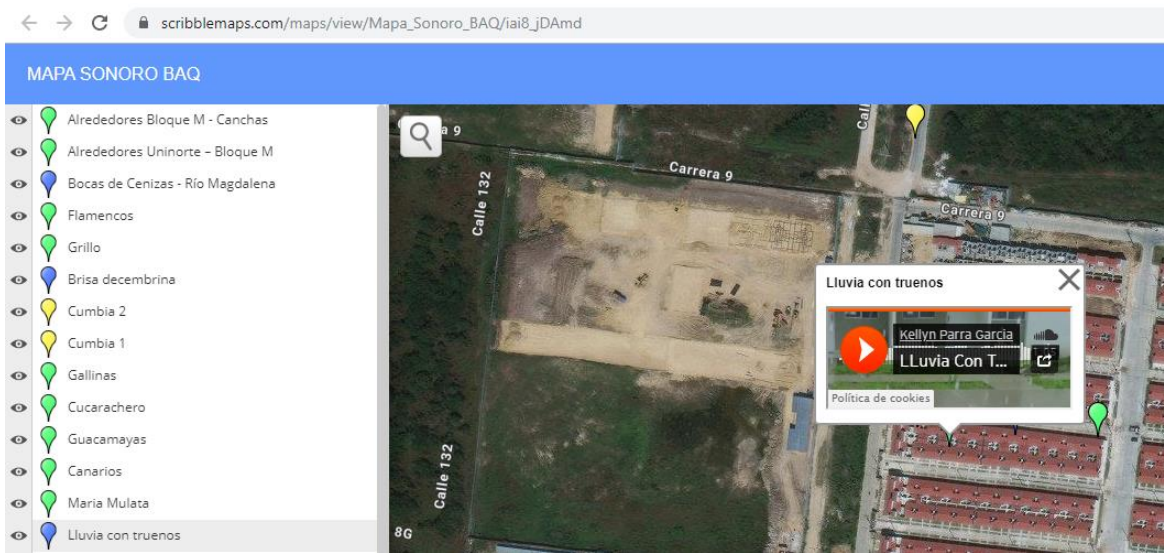 scribblemaps.com/maps/view/Mapa_Sonoro_BAQ/iai8_jDAmd
MAPA SONORO BAQ
Alrededores Bloque M - Canchas
Alrededores Uninorte – Bloque M
Bocas de Cenizas - Río Magdalena
Flamencos
Grillo
Brisa decembrina
Cumbia 2
Cumbia 1
Gallinas
Cucarachero
Guacamayas
Canarios
Maria Mulata
Lluvia con truenos
a 9
Carrera 9
Call
Carrera 9
Calle 132
Calle 132
8G
Lluvia con truenos
Kellyn Parra Garcia
LLuvia Con T...
Política de cookies